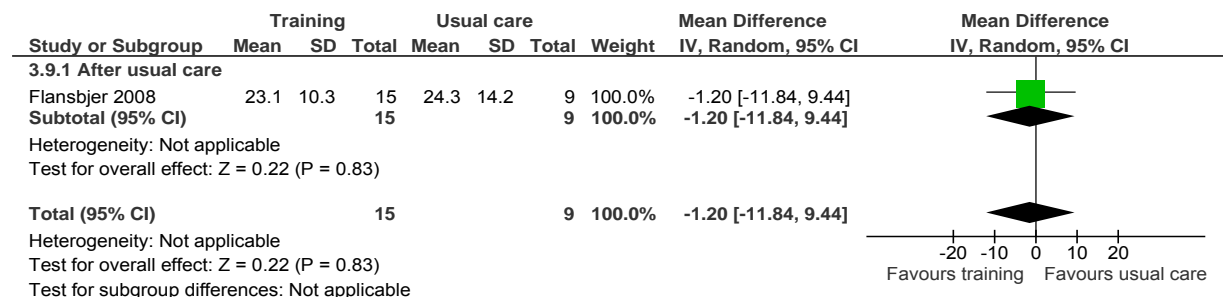 Training Usual care Mean Difference Mean Difference
Study or Subgroup Mean SD Total Mean SD Total Weight IV, Random, 95% CI IV, Random, 95% CI
3.9.1 After usual care
Flansbjer 2008 23.1 10.3 15 24.3 14.2 9 100.0% -1.20 [-11.84, 9.44]
Subtotal (95% CI) 15 9 100.0% -1.20 [-11.84, 9.44]
Heterogeneity: Not applicable
Test for overall effect: Z = 0.22 (P = 0.83)
Total (95% CI) 15 9 100.0% -1.20 [-11.84, 9.44]
Heterogeneity: Not applicable
Test for overall effect: Z = 0.22 (P = 0.83)
Test for subgroup differences: Not applicable
-20 -10 0 10 20
Favours training Favours usual care